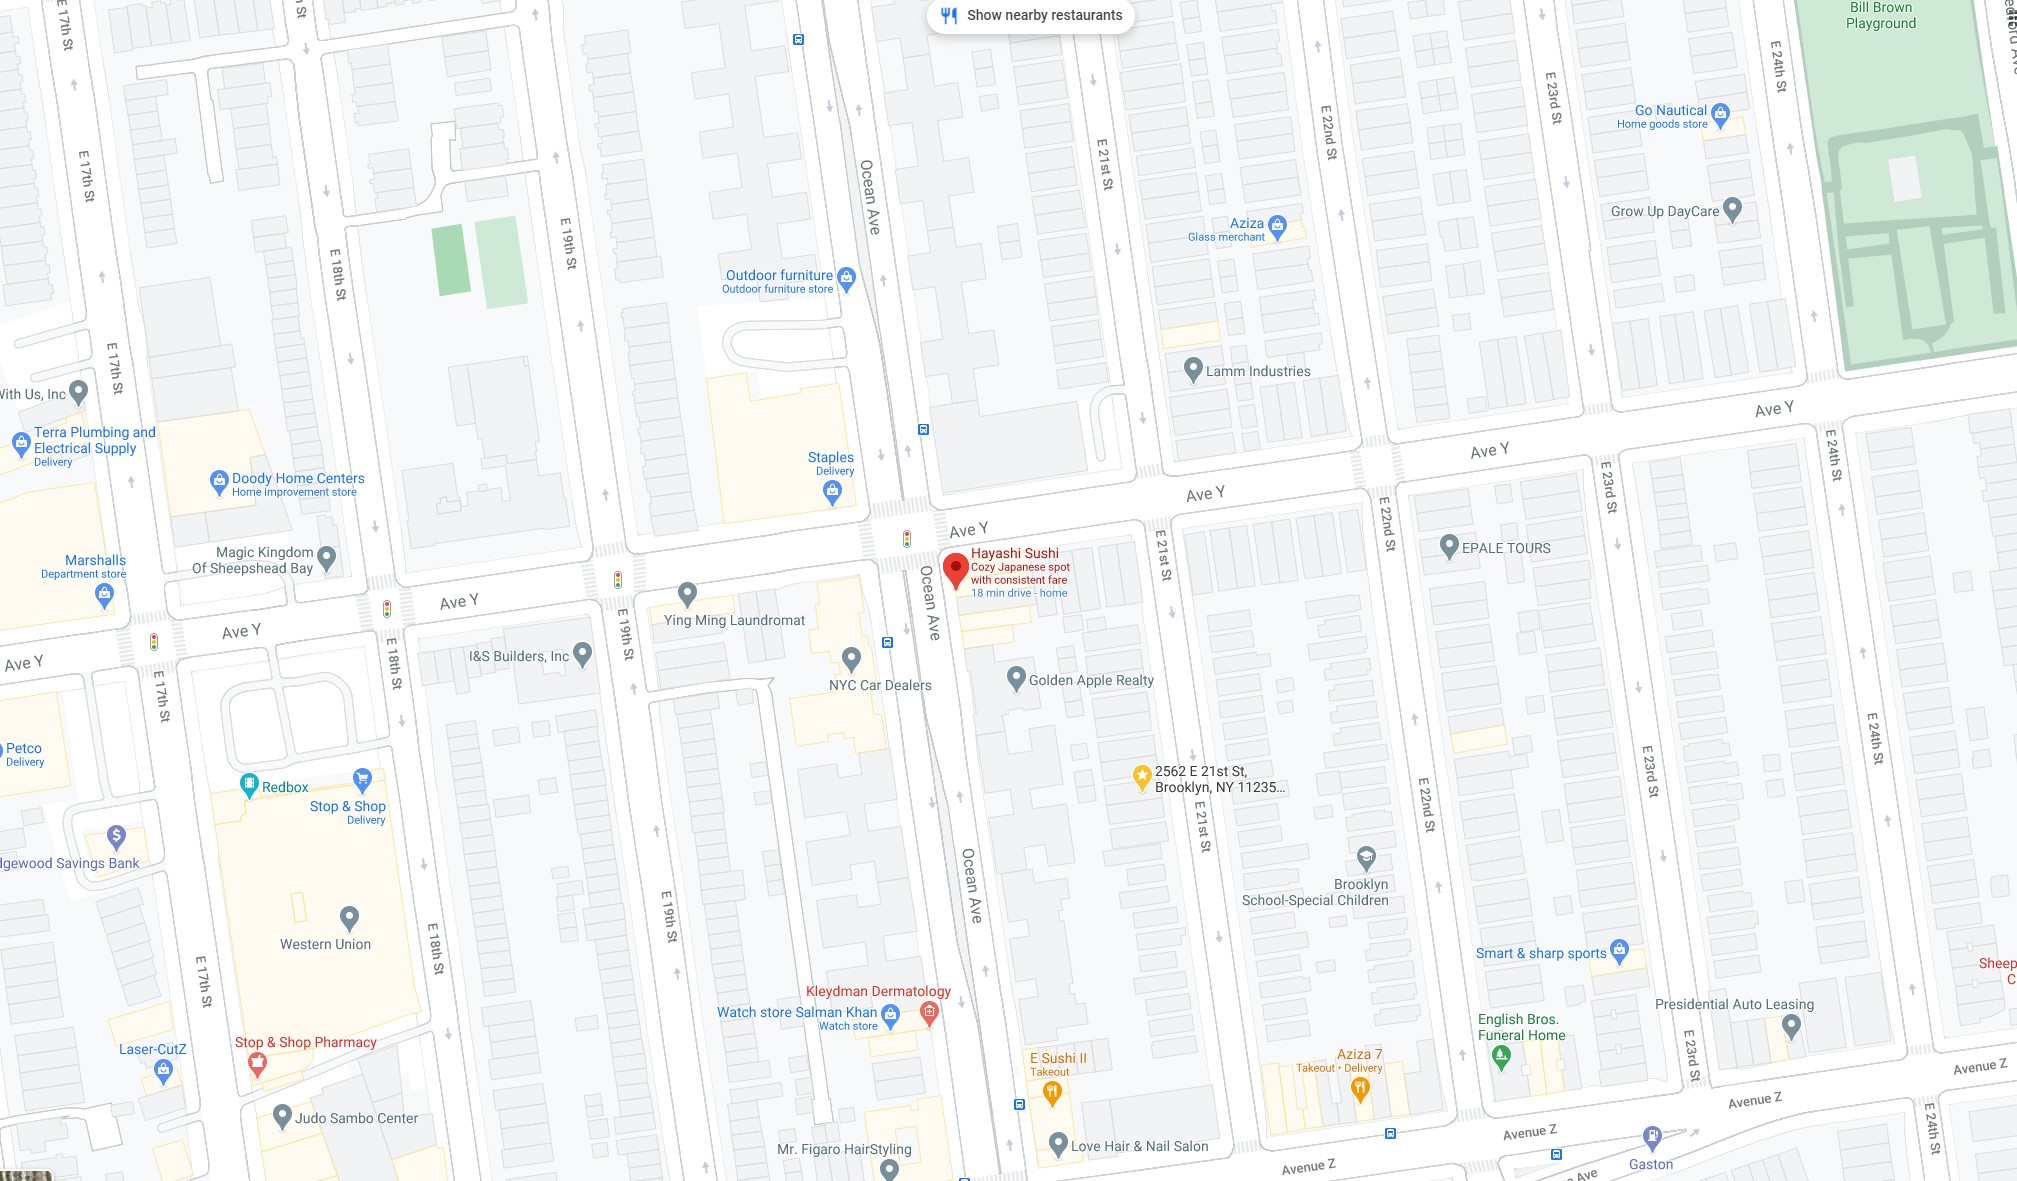 Show nearby restaurants
Bill Brown
Playground
E 17th St
E 24th St
E 23rd St
E 22nd St
Go Nautical
Home goods store
E 21st St
E 17th St
Ocean Ave
Grow Up DayCare
Aziza
Glass merchant
E 19th St
E 18th St
Outdoor furniture
Outdoor furniture store
E 17th St
Lamm Industries
With Us, Inc
Ave Y
Terra Plumbing and
Electrical Supply
Delivery
Ave Y
E 24th St
Staples
Delivery
Doody Home Centers
Home improvement store
E 23rd St
Ave Y
E 22nd St
Ave Y
Magic Kingdom
Of Sheepshead Bay
Hayashi Sushi
Cozy Japanese spot
with consistent fare
18 min drive - home
E 21st St
EPALE TOURS
Marshalls
Department store
Ave Y
Ocean Ave
Ying Ming Laundromat
E 19th St
Ave Y
Ave Y
E 18th St
I&S Builders, Inc
NYC Car Dealers
Golden Apple Realty
E 17th St
E 24th St
Petco
Delivery
E 23rd St
2562 E 21st St,
Brooklyn, NY 11235...
Redbox
Stop & Shop
Delivery
E 22nd St
E 21st St
dgewood Savings Bank
Ocean Ave
Brooklyn
School-Special Children
E 19th St
Western Union
E 18th St
Smart & sharp sports
Sheep
C
E 17th St
Kleydman Dermatology
Watch store Salman Khan
Watch store
Presidential Auto Leasing
English Bros.
Funeral Home
Stop & Shop Pharmacy
Laser-CutZ
E Sushi II
Takeout
Aziza 7
Takeout • Delivery
E 23rd St
Avenue Z
Avenue Z
Judo Sambo Center
Avenue Z
E 24th St
Mr. Figaro HairStyling
Love Hair & Nail Salon
Gaston
Avenue Z